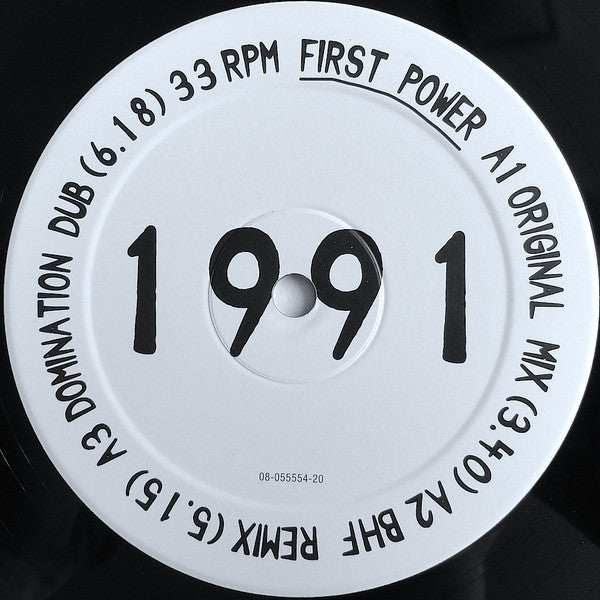 FIRST POWER A1 ORIGINAL MIX (3.40) A2 BHF REMIX (5.15) A3 DOMINATION DUB (6.18) 33 RPM
1991
08-055554-20